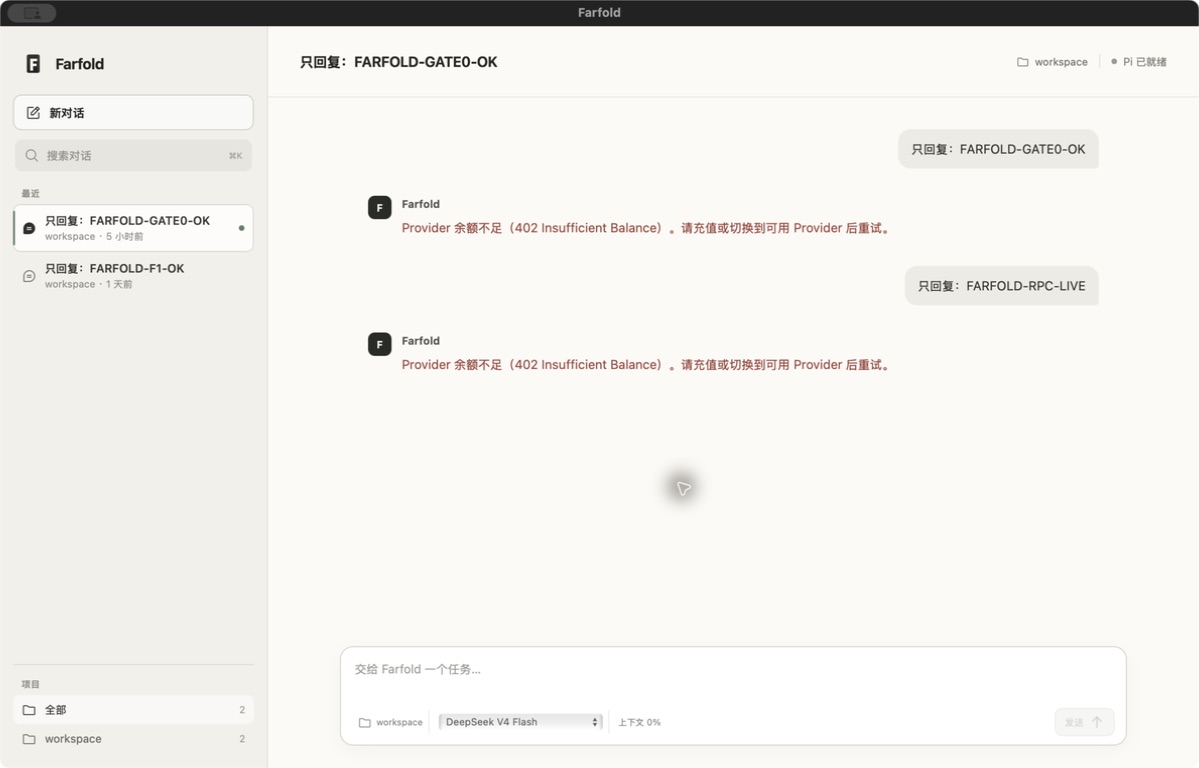 Farfold
Farfold
新对话
搜索对话 ⌘K
最近
只回复：FARFOLD-GATE0-OK
workspace · 5 小时前
只回复：FARFOLD-F1-OK
workspace · 1 天前
项目
全部 2
workspace 2
只回复：FARFOLD-GATE0-OK
workspace
Pi 已就绪
只回复：FARFOLD-GATE0-OK
F Farfold
Provider 余额不足（402 Insufficient Balance）。请充值或切换到可用 Provider 后重试。
只回复：FARFOLD-RPC-LIVE
F Farfold
Provider 余额不足（402 Insufficient Balance）。请充值或切换到可用 Provider 后重试。
交给 Farfold 一个任务...
workspace DeepSeek V4 Flash 上下文 0% 发送